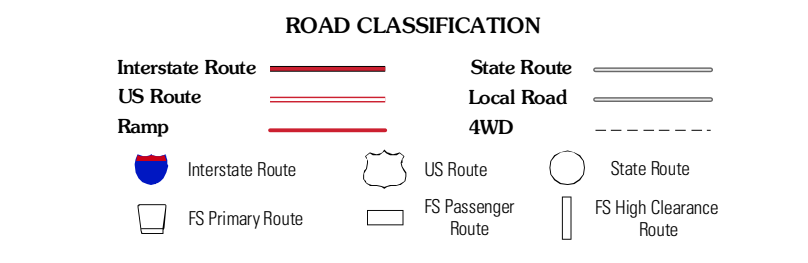 ROAD CLASSIFICATION
Interstate Route
State Route
US Route
Local Road
Ramp
4WD
Interstate Route
US Route
State Route
FS Primary Route
FS Passenger
Route
FS High Clearance
Route